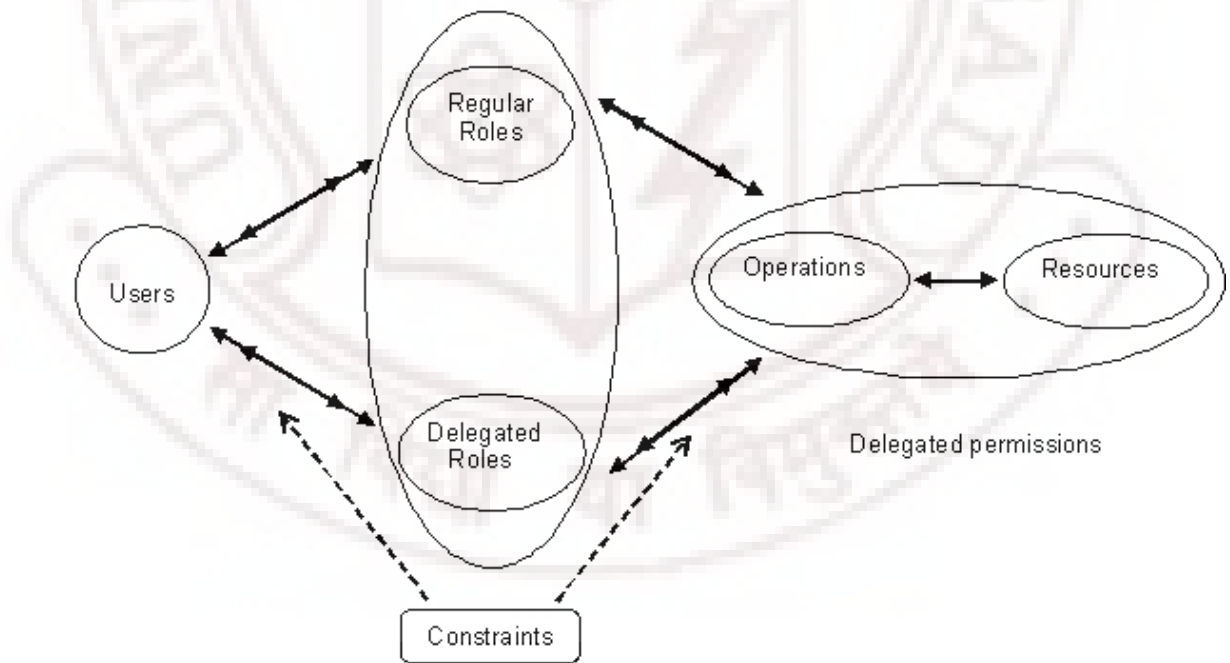 Regular
Roles
Users
Operations
Resources
Delegated
Roles
Delegated permissions
Constraints